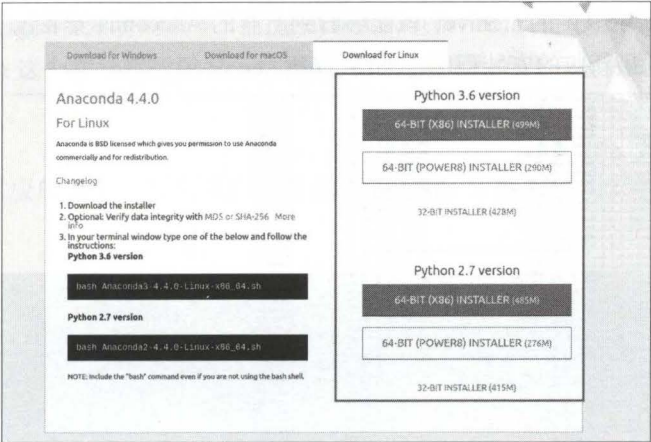 Download for Windows
Download for macOS
Download for Linux
Anaconda 4.4.0
For Linux
Anaconda is BSD licensed which gives you permission to use Anaconda
commercially and for redistribution.
Changelog
1. Download the installer
2. Optional: Verify data integrity with MD5 or SHA-256 More
info
3. In your terminal window type one of the below and follow the
instructions:
Python 3.6 version
bash Anaconda3-4.4.0-Linux-x86_64.sh
Python 2.7 version
bash Anaconda2-4.4.0-Linux-x86_64.sh
NOTE: Include the "bash" command even if you are not using the bash shell.
Python 3.6 version
64-BIT (X86) INSTALLER (499M)
64-BIT (POWER8) INSTALLER (290M)
32-BIT INSTALLER (428M)
Python 2.7 version
64-BIT (X86) INSTALLER (485M)
64-BIT (POWER8) INSTALLER (276M)
32-BIT INSTALLER (415M)